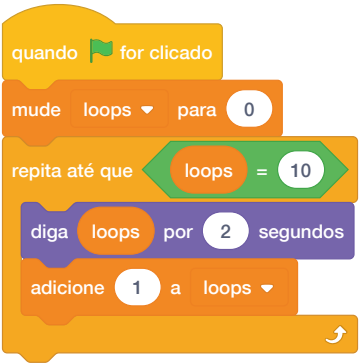 quando for clicado
mude loops para 0
repita até que loops = 10
diga loops por 2 segundos
adicione 1 a loops